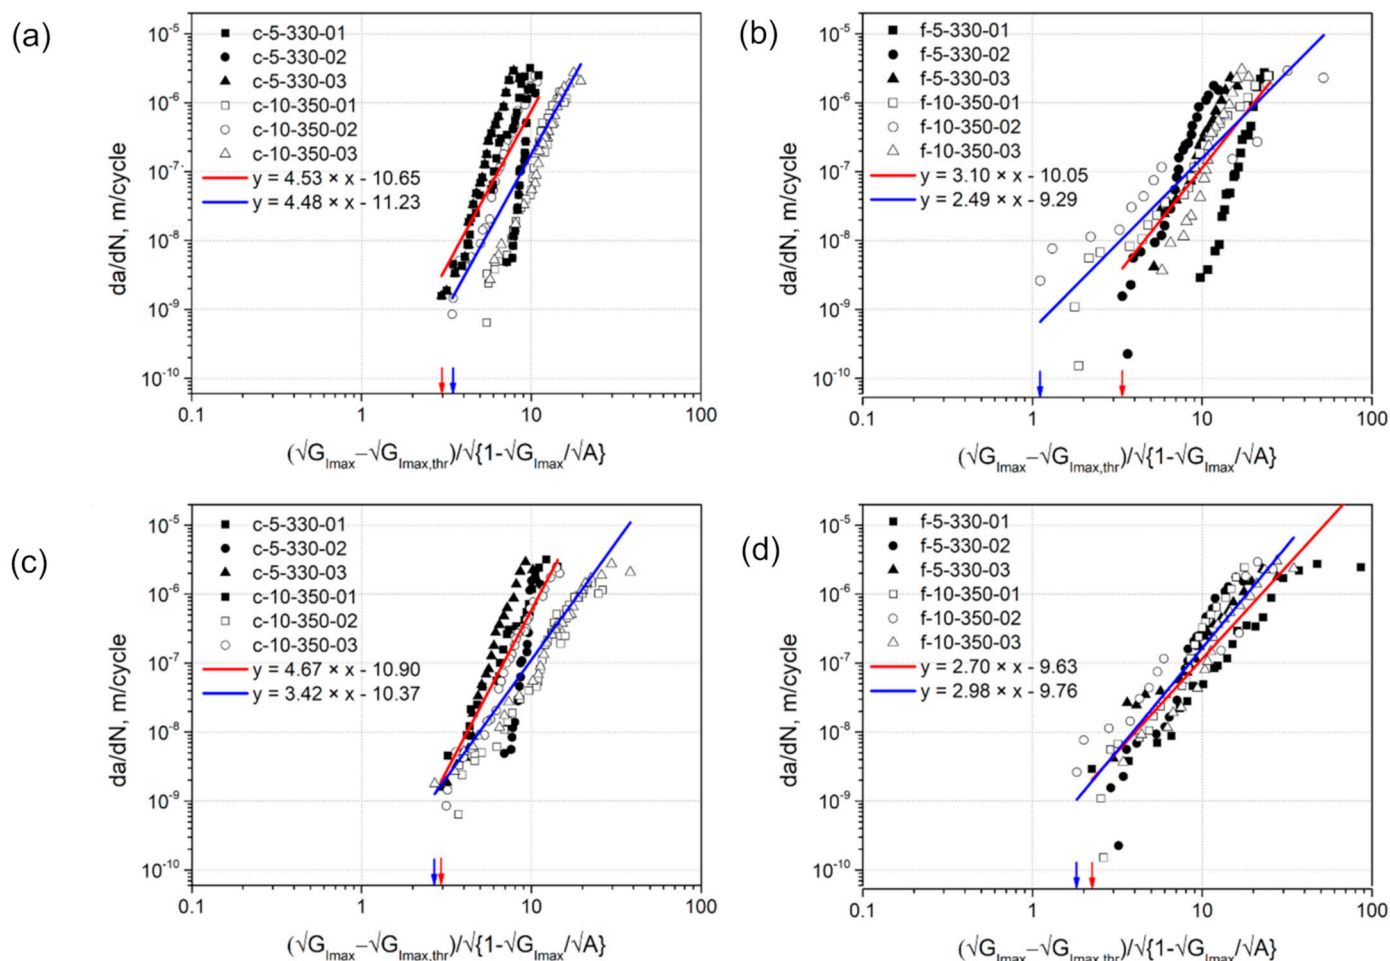 (a)
10⁻⁵
10⁻⁶
10⁻⁷
10⁻⁸
10⁻⁹
10⁻¹⁰
da/dN, m/cycle
c-5-330-01
c-5-330-02
c-5-330-03
c-10-350-01
c-10-350-02
c-10-350-03
y = 4.53 × x - 10.65
y = 4.48 × x - 11.23
0.1 1 10 100
(√G_Imax−√G_Imax,thr)/√{1-√G_Imax/√A}
(b)
10⁻⁵
10⁻⁶
10⁻⁷
10⁻⁸
10⁻⁹
10⁻¹⁰
da/dN, m/cycle
f-5-330-01
f-5-330-02
f-5-330-03
f-10-350-01
f-10-350-02
f-10-350-03
y = 3.10 × x - 10.05
y = 2.49 × x - 9.29
0.1 1 10 100
(√G_Imax−√G_Imax,thr)/√{1-√G_Imax/√A}
(c)
10⁻⁵
10⁻⁶
10⁻⁷
10⁻⁸
10⁻⁹
10⁻¹⁰
da/dN, m/cycle
c-5-330-01
c-5-330-02
c-5-330-03
c-10-350-01
c-10-350-02
c-10-350-03
y = 4.67 × x - 10.90
y = 3.42 × x - 10.37
0.1 1 10 100
(√G_Imax−√G_Imax,thr)/√{1-√G_Imax/√A}
(d)
10⁻⁵
10⁻⁶
10⁻⁷
10⁻⁸
10⁻⁹
10⁻¹⁰
da/dN, m/cycle
f-5-330-01
f-5-330-02
f-5-330-03
f-10-350-01
f-10-350-02
f-10-350-03
y = 2.70 × x - 9.63
y = 2.98 × x - 9.76
0.1 1 10 100
(√G_Imax−√G_Imax,thr)/√{1-√G_Imax/√A}